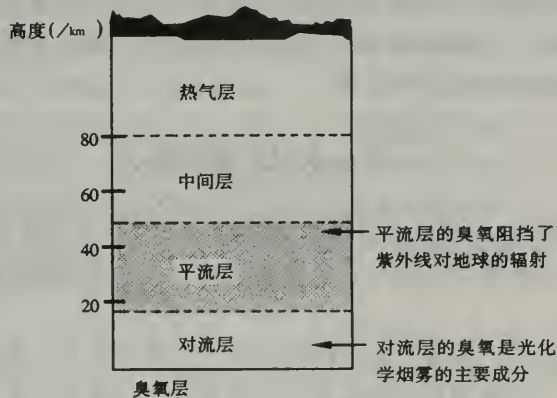 高度(/km)
热气层
80
中间层
60
平流层的臭氧阻挡了
紫外线对地球的辐射
40
平流层
20
对流层
对流层的臭氧是光化
学烟雾的主要成分
臭氧层